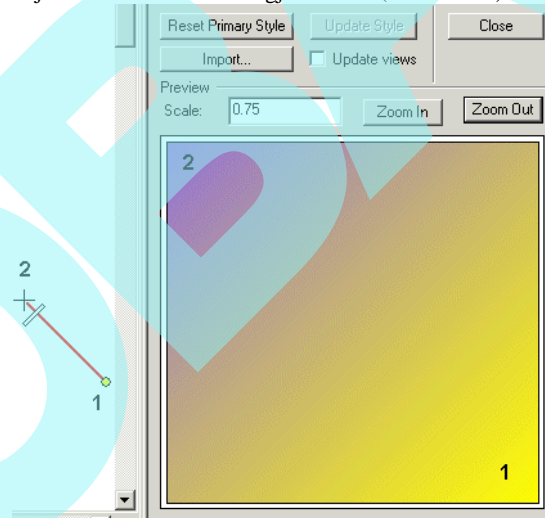 Reset Primary Style Update Style Close
Import... Update views
Preview
Scale: 0.75 Zoom In Zoom Out
2
2
1
1